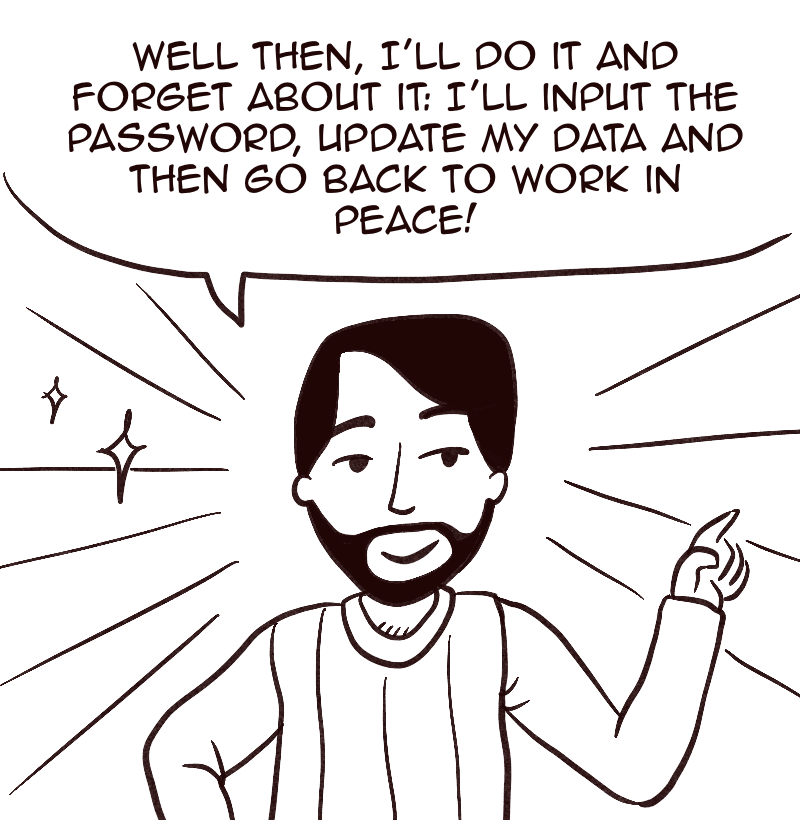 WELL THEN, I'LL DO IT AND
FORGET ABOUT IT: I'LL INPUT THE
PASSWORD, UPDATE MY DATA AND
THEN GO BACK TO WORK IN
PEACE!